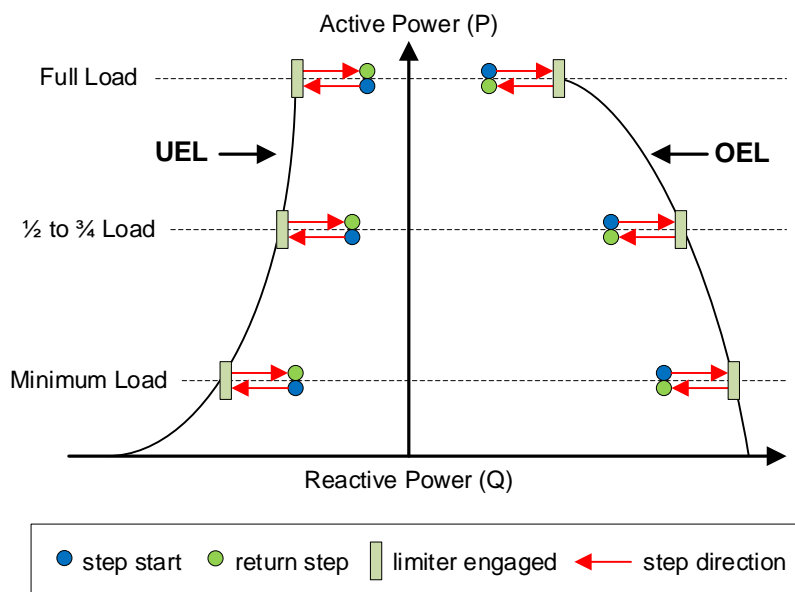 Active Power (P)
Full Load
UEL
OEL
½ to ¾ Load
Minimum Load
Reactive Power (Q)
step start
return step
limiter engaged
step direction